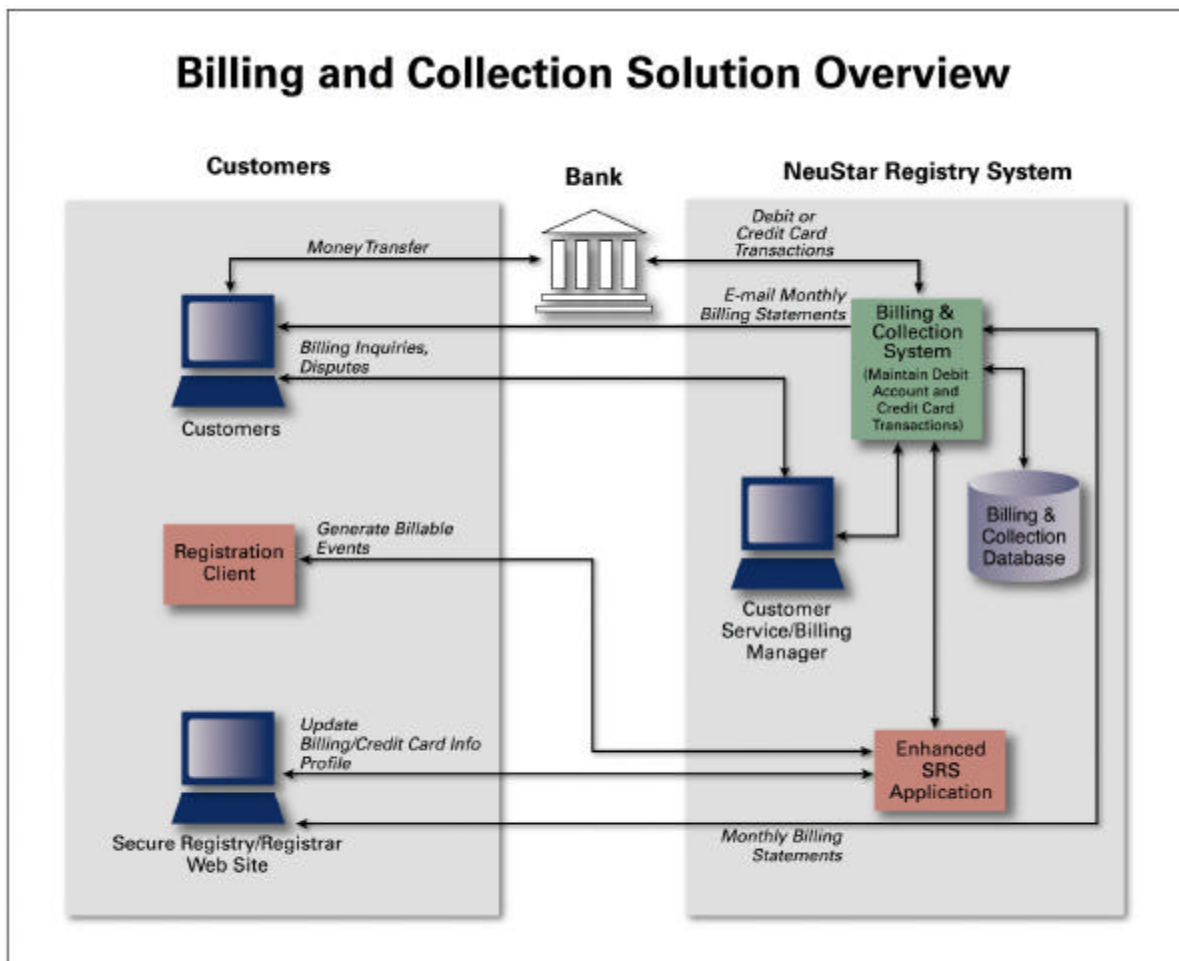 Billing and Collection Solution Overview
Customers
Bank
NeuStar Registry System
Money Transfer
Debit or
Credit Card
Transactions
E-mail Monthly
Billing Statements
Billing &
Collection
System
(Maintain Debit
Account and
Credit Card
Transactions)
Billing Inquiries,
Disputes
Customers
Registration
Client
Generate Billable
Events
Billing &
Collection
Database
Customer
Service/Billing
Manager
Update
Billing/Credit Card Info
Profile
Enhanced
SRS
Application
Secure Registry/Registrar
Web Site
Monthly Billing
Statements